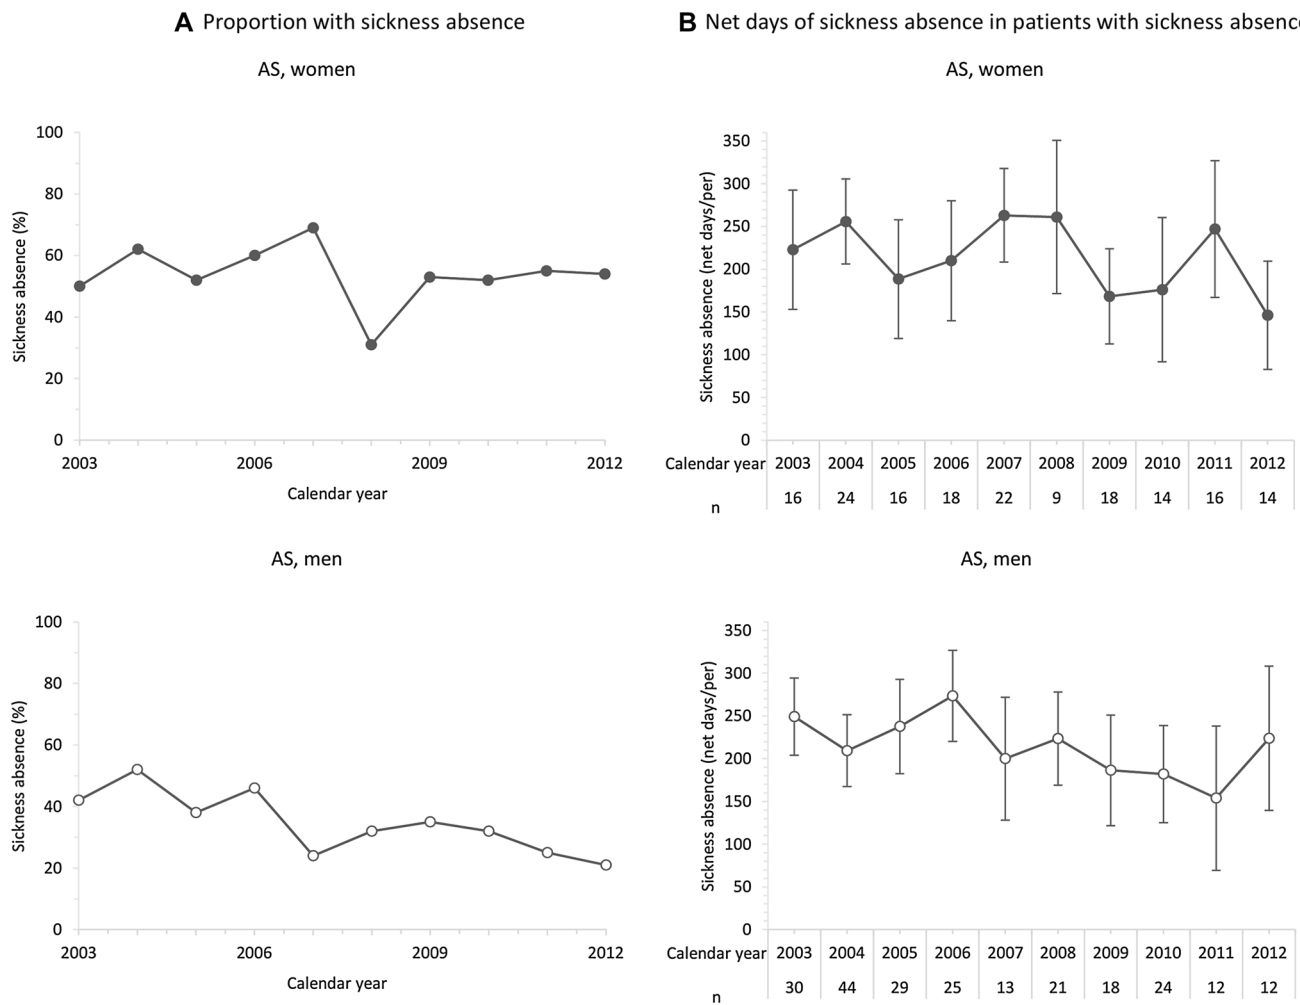 A Proportion with sickness absence
AS, women
Sickness absence (%)
100
80
60
40
20
0
2003 2006 2009 2012
Calendar year
B Net days of sickness absence in patients with sickness absence
AS, women
Sickness absence (net days/per)
350
300
250
200
150
100
50
0
Calendar year 2003 2004 2005 2006 2007 2008 2009 2010 2011 2012
n 16 24 16 18 22 9 18 14 16 14
AS, men
Sickness absence (%)
100
80
60
40
20
0
2003 2006 2009 2012
Calendar year
AS, men
Sickness absence (net days/per)
350
300
250
200
150
100
50
0
Calendar year 2003 2004 2005 2006 2007 2008 2009 2010 2011 2012
n 30 44 29 25 13 21 18 24 12 12